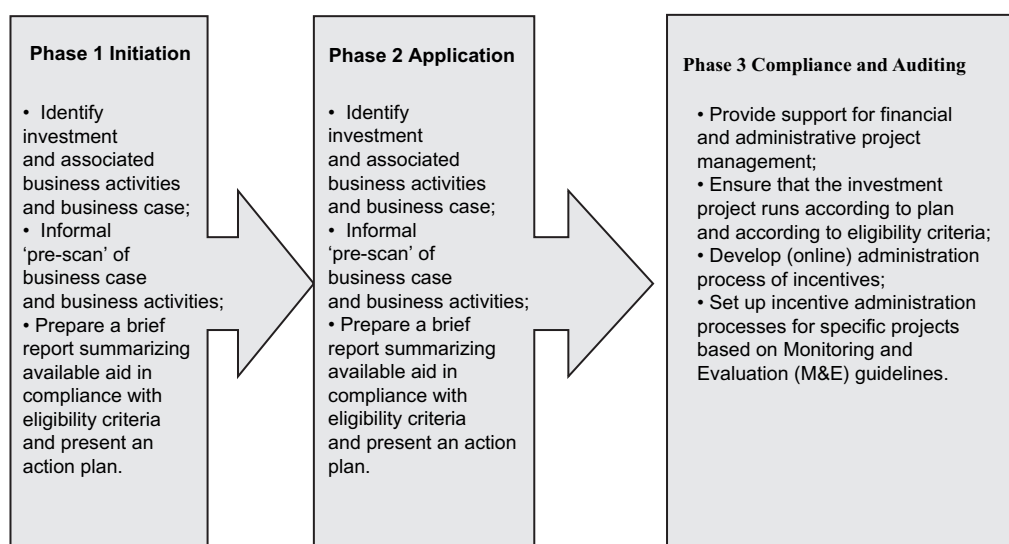 Phase 1 Initiation
• Identify
investment
and associated
business activities
and business case;
• Informal
‘pre-scan’ of
business case
and business activities;
• Prepare a brief
report summarizing
available aid in
compliance with
eligibility criteria
and present an
action plan.
Phase 2 Application
• Identify
investment
and associated
business activities
and business case;
• Informal
‘pre-scan’ of
business case
and business activities;
• Prepare a brief
report summarizing
available aid in
compliance with
eligibility criteria
and present an action
plan.
Phase 3 Compliance and Auditing
• Provide support for financial
and administrative project
management;
• Ensure that the investment
project runs according to plan
and according to eligibility criteria;
• Develop (online) administration
process of incentives;
• Set up incentive administration
processes for specific projects
based on Monitoring and
Evaluation (M&E) guidelines.